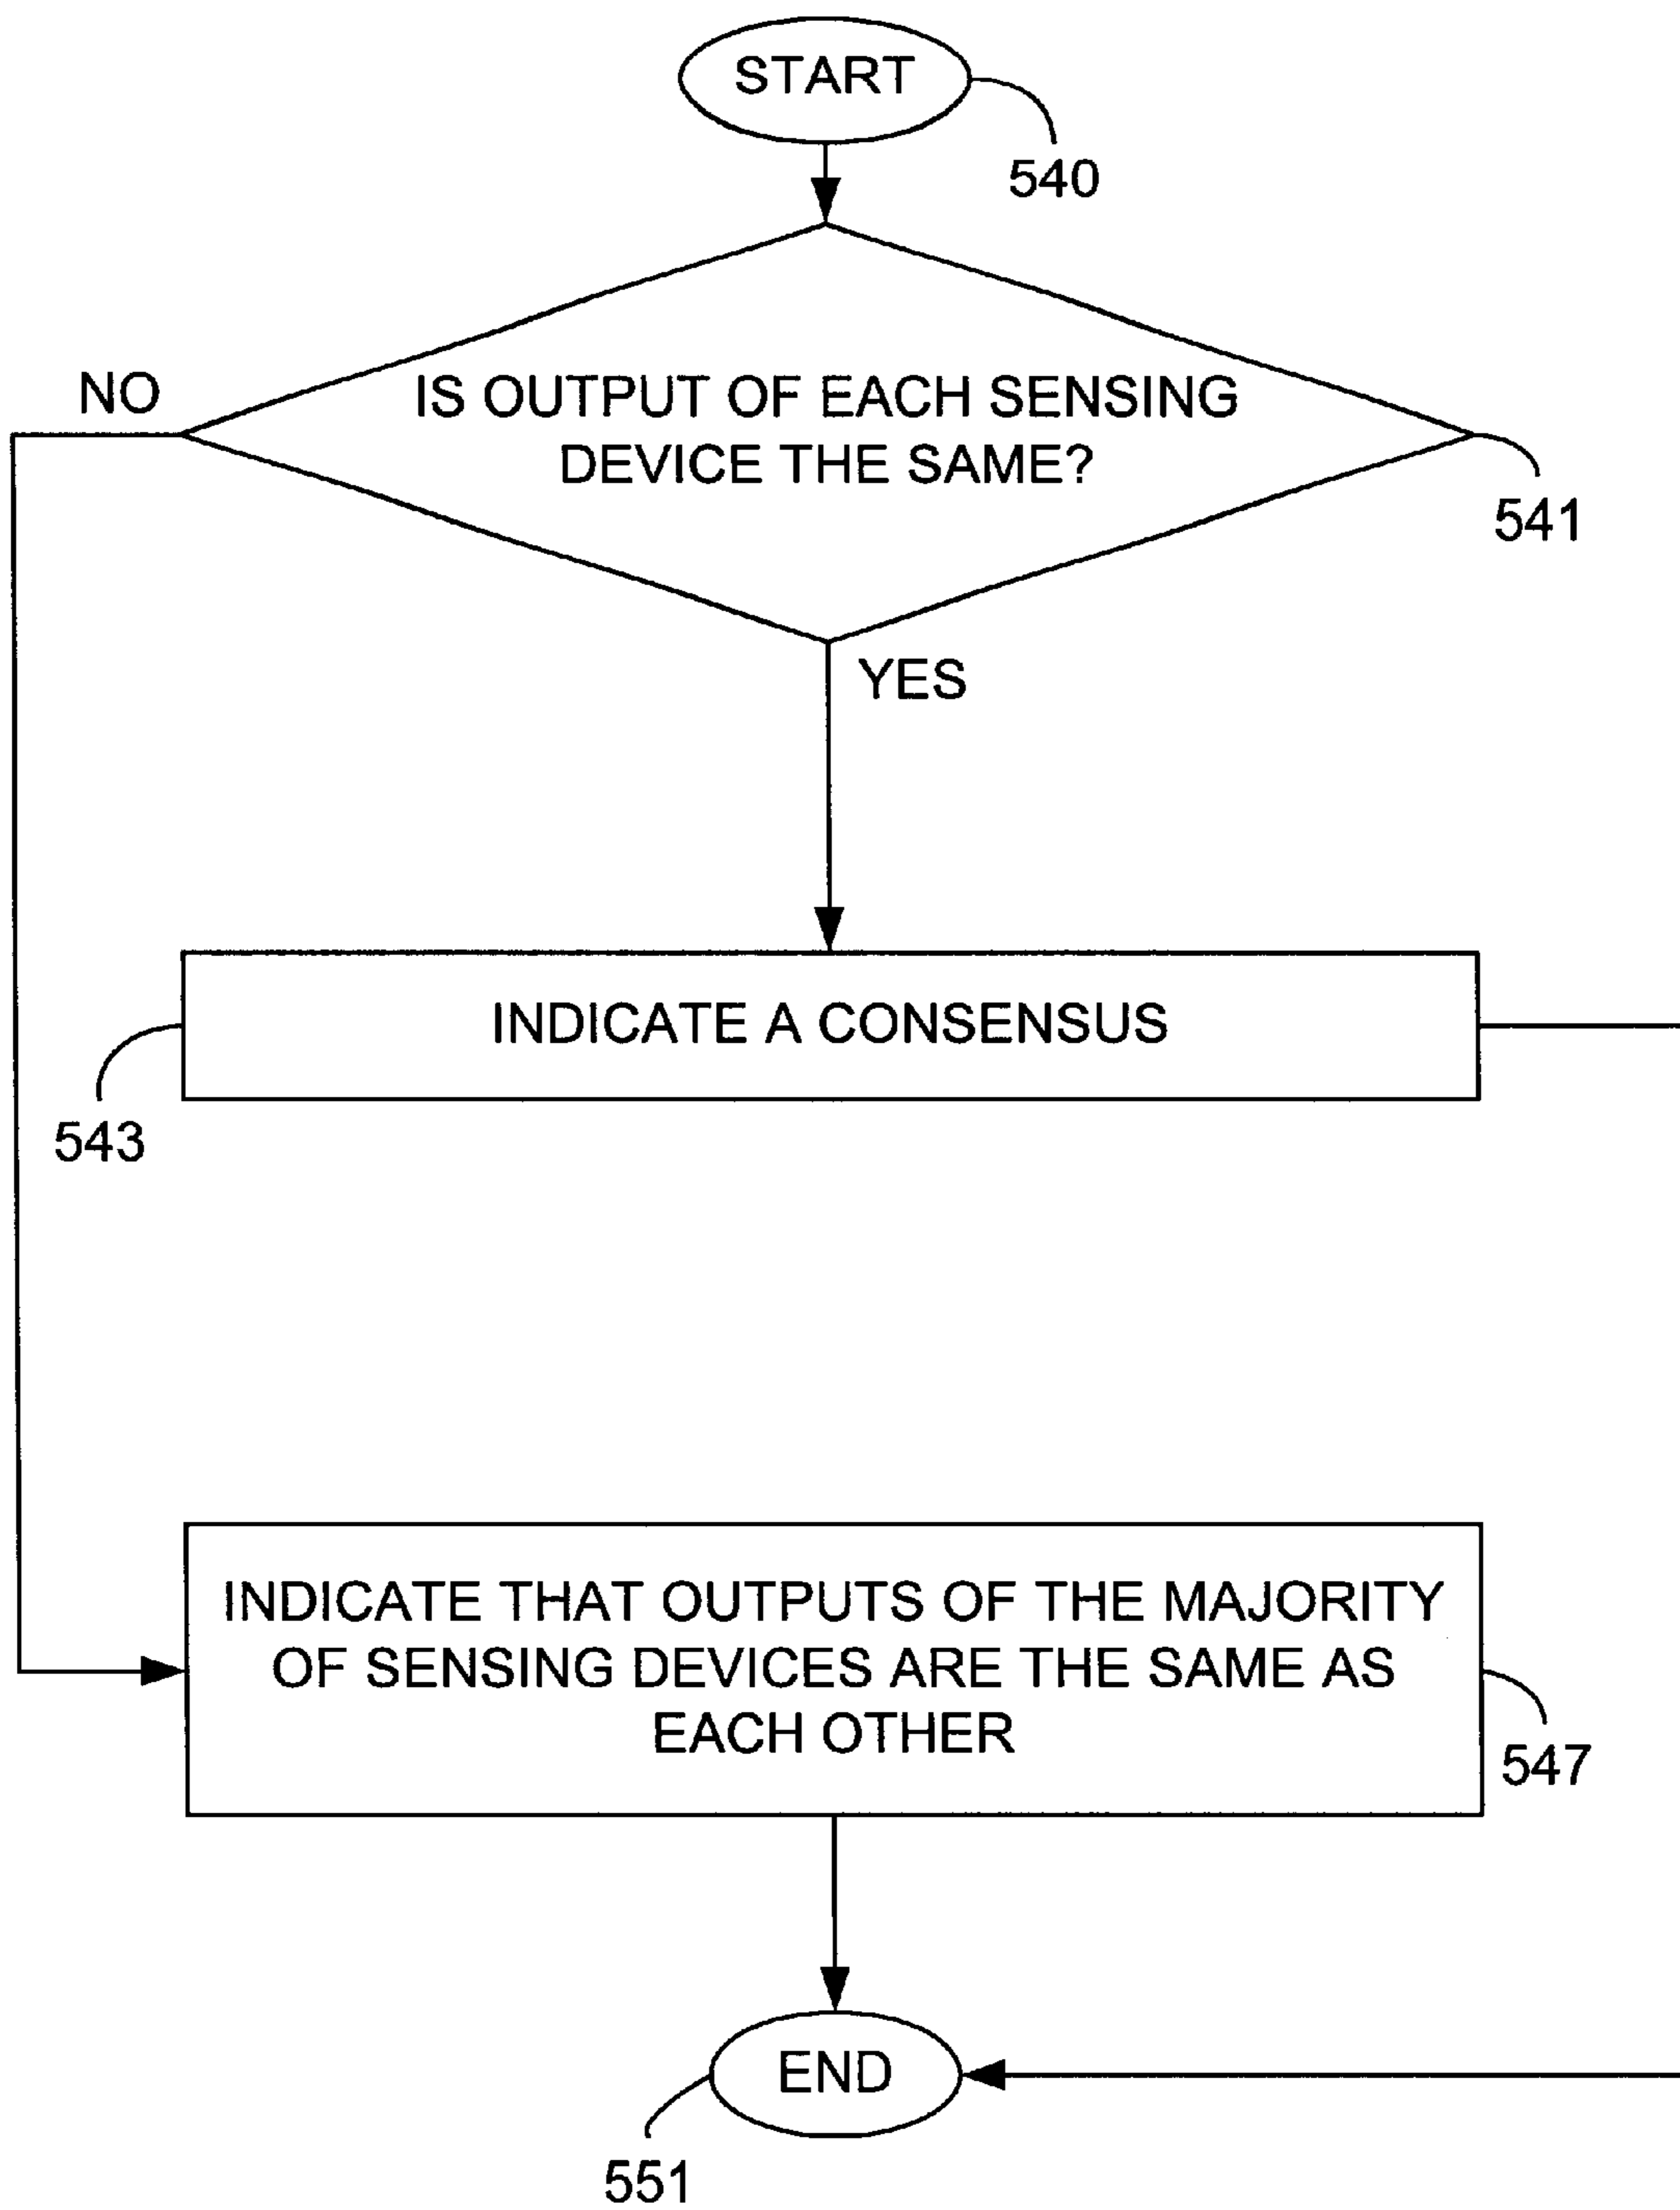 START
540
NO
IS OUTPUT OF EACH SENSING
DEVICE THE SAME?
541
YES
INDICATE A CONSENSUS
543
INDICATE THAT OUTPUTS OF THE MAJORITY
OF SENSING DEVICES ARE THE SAME AS
EACH OTHER
547
END
551